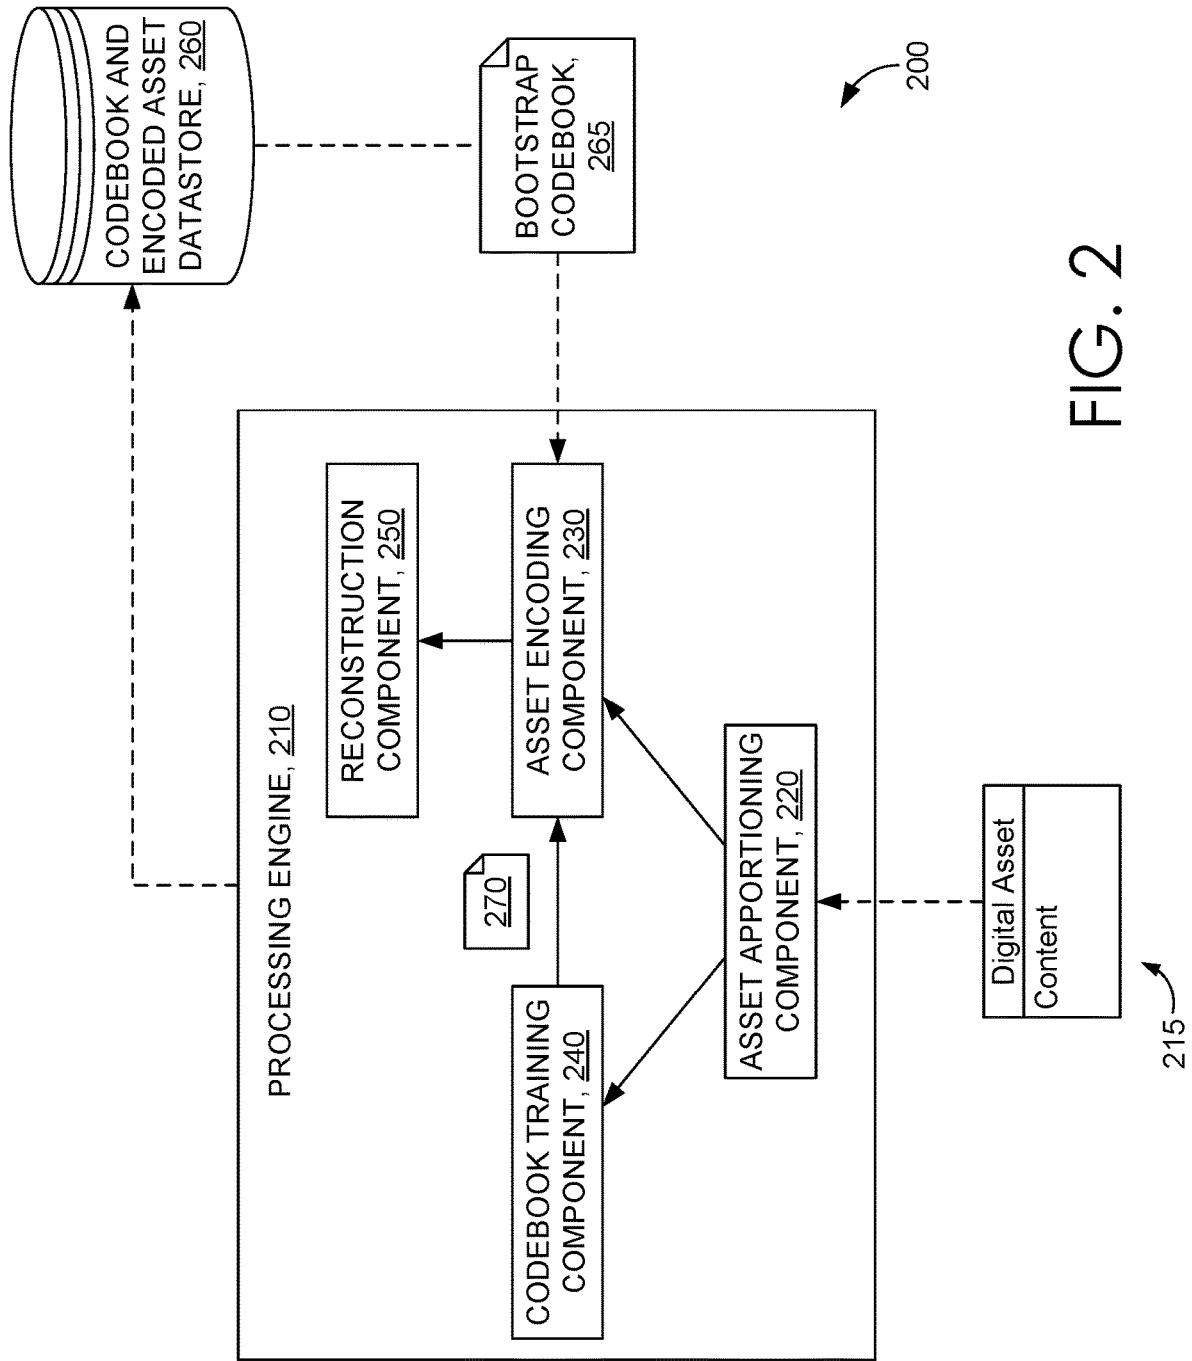 CODEBOOK AND
ENCODED ASSET
DATASTORE, 260
BOOTSTRAP
CODEBOOK,
265
200
PROCESSING ENGINE, 210
RECONSTRUCTION
COMPONENT, 250
270
ASSET ENCODING
COMPONENT, 230
CODEBOOK TRAINING
COMPONENT, 240
ASSET APPORTIONING
COMPONENT, 220
Digital Asset
Content
215
FIG. 2